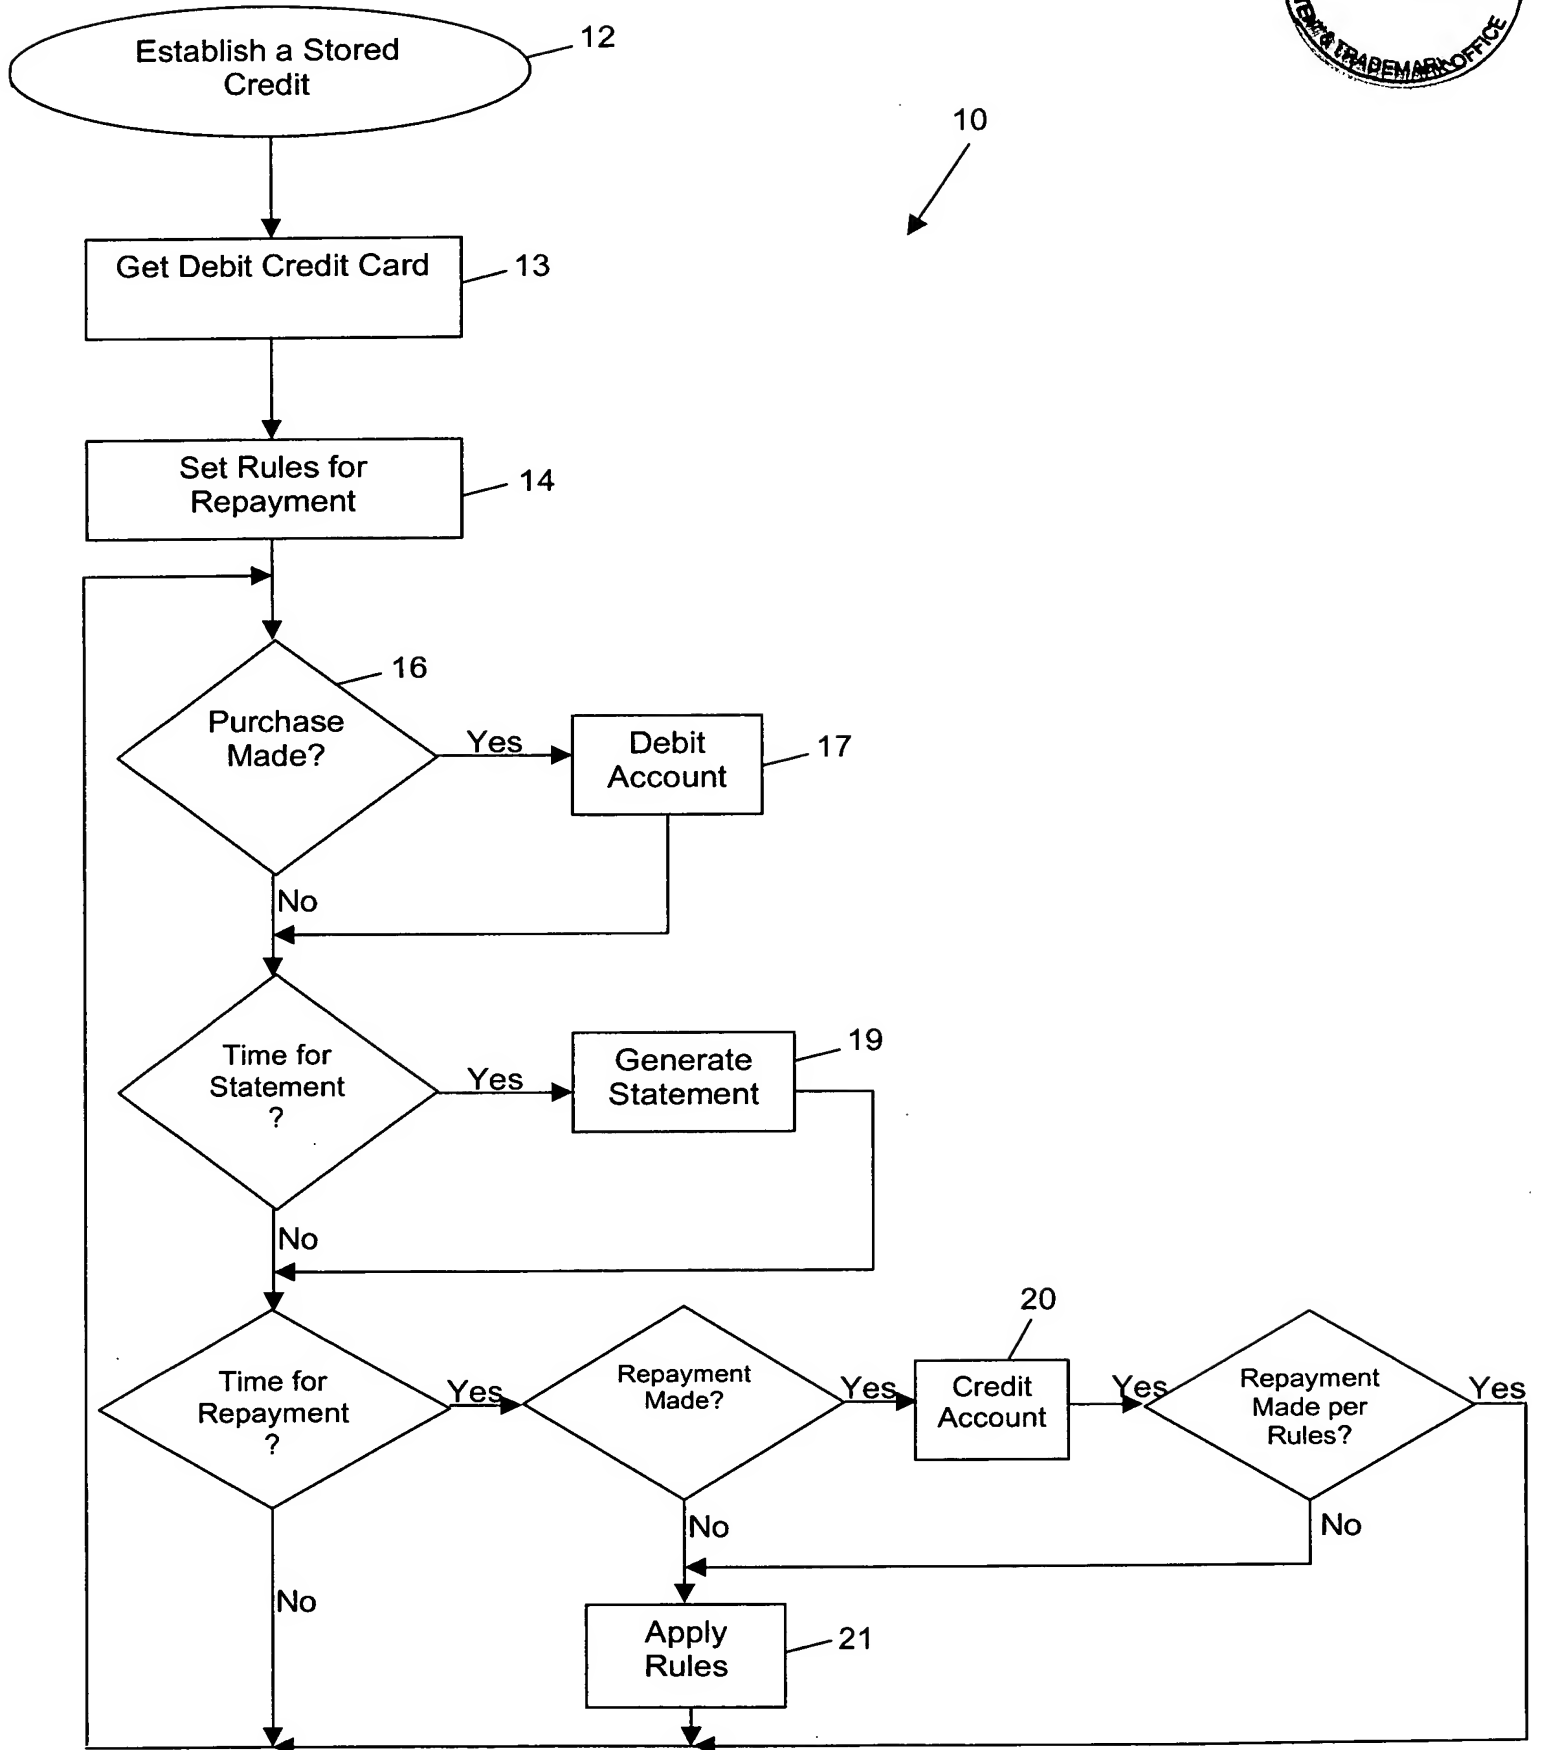 Establish a Stored
Credit
12
TRADEMARK OFFICE
10
Get Debit Credit Card
13
Set Rules for
Repayment
14
16
Purchase
Made?
Yes
Debit
Account
17
No
Time for
Statement
?
Yes
Generate
Statement
19
No
Time for
Repayment
?
Yes
Repayment
Made?
Yes
20
Credit
Account
Yes
Repayment
Made per
Rules?
Yes
No
No
No
Apply
Rules
21